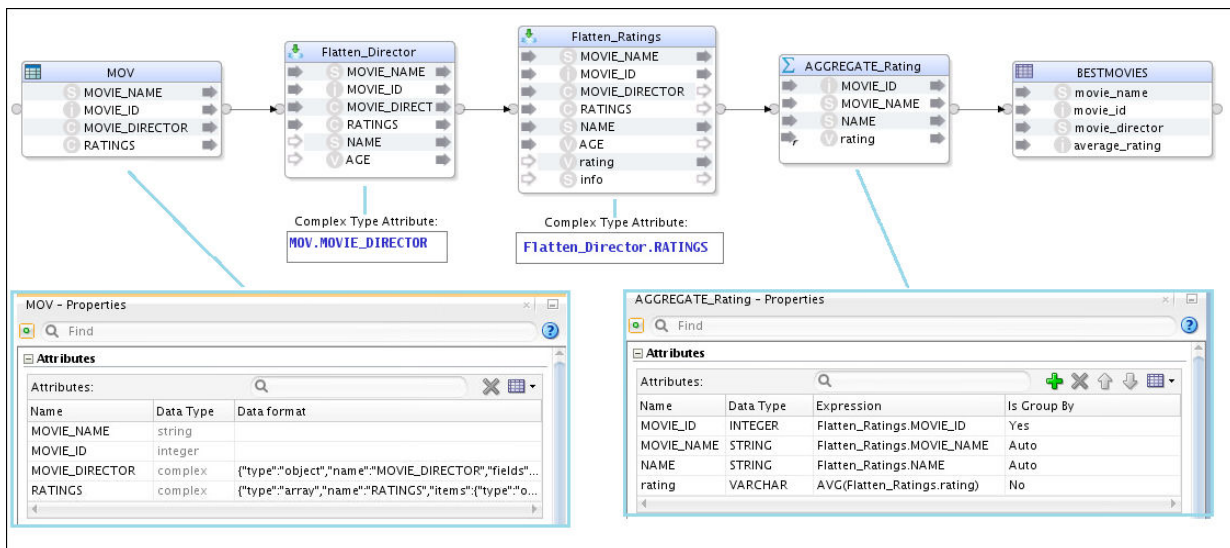 MOV
S MOVIE_NAME
I MOVIE_ID
C MOVIE_DIRECTOR
C RATINGS
Flatten_Director
S MOVIE_NAME
I MOVIE_ID
C MOVIE_DIRECT
C RATINGS
S NAME
V AGE
Flatten_Ratings
S MOVIE_NAME
I MOVIE_ID
C MOVIE_DIRECTOR
C RATINGS
S NAME
V AGE
V rating
S info
Σ AGGREGATE_Rating
I MOVIE_ID
S MOVIE_NAME
S NAME
V rating
BESTMOVIES
S movie_name
i movie_id
S movie_director
i average_rating
Complex Type Attribute:
MOV.MOVIE_DIRECTOR
Complex Type Attribute:
Flatten_Director.RATINGS
MOV - Properties
Find
?
Attributes
Attributes:
Name Data Type Data format
MOVIE_NAME string
MOVIE_ID integer
MOVIE_DIRECTOR complex {"type":"object","name":"MOVIE_DIRECTOR","fields"...
RATINGS complex {"type":"array","name":"RATINGS","items":{"type":"o...
AGGREGATE_Rating - Properties
Find
?
Attributes
Attributes:
Name Data Type Expression Is Group By
MOVIE_ID INTEGER Flatten_Ratings.MOVIE_ID Yes
MOVIE_NAME STRING Flatten_Ratings.MOVIE_NAME Auto
NAME STRING Flatten_Ratings.NAME Auto
rating VARCHAR AVG(Flatten_Ratings.rating) No